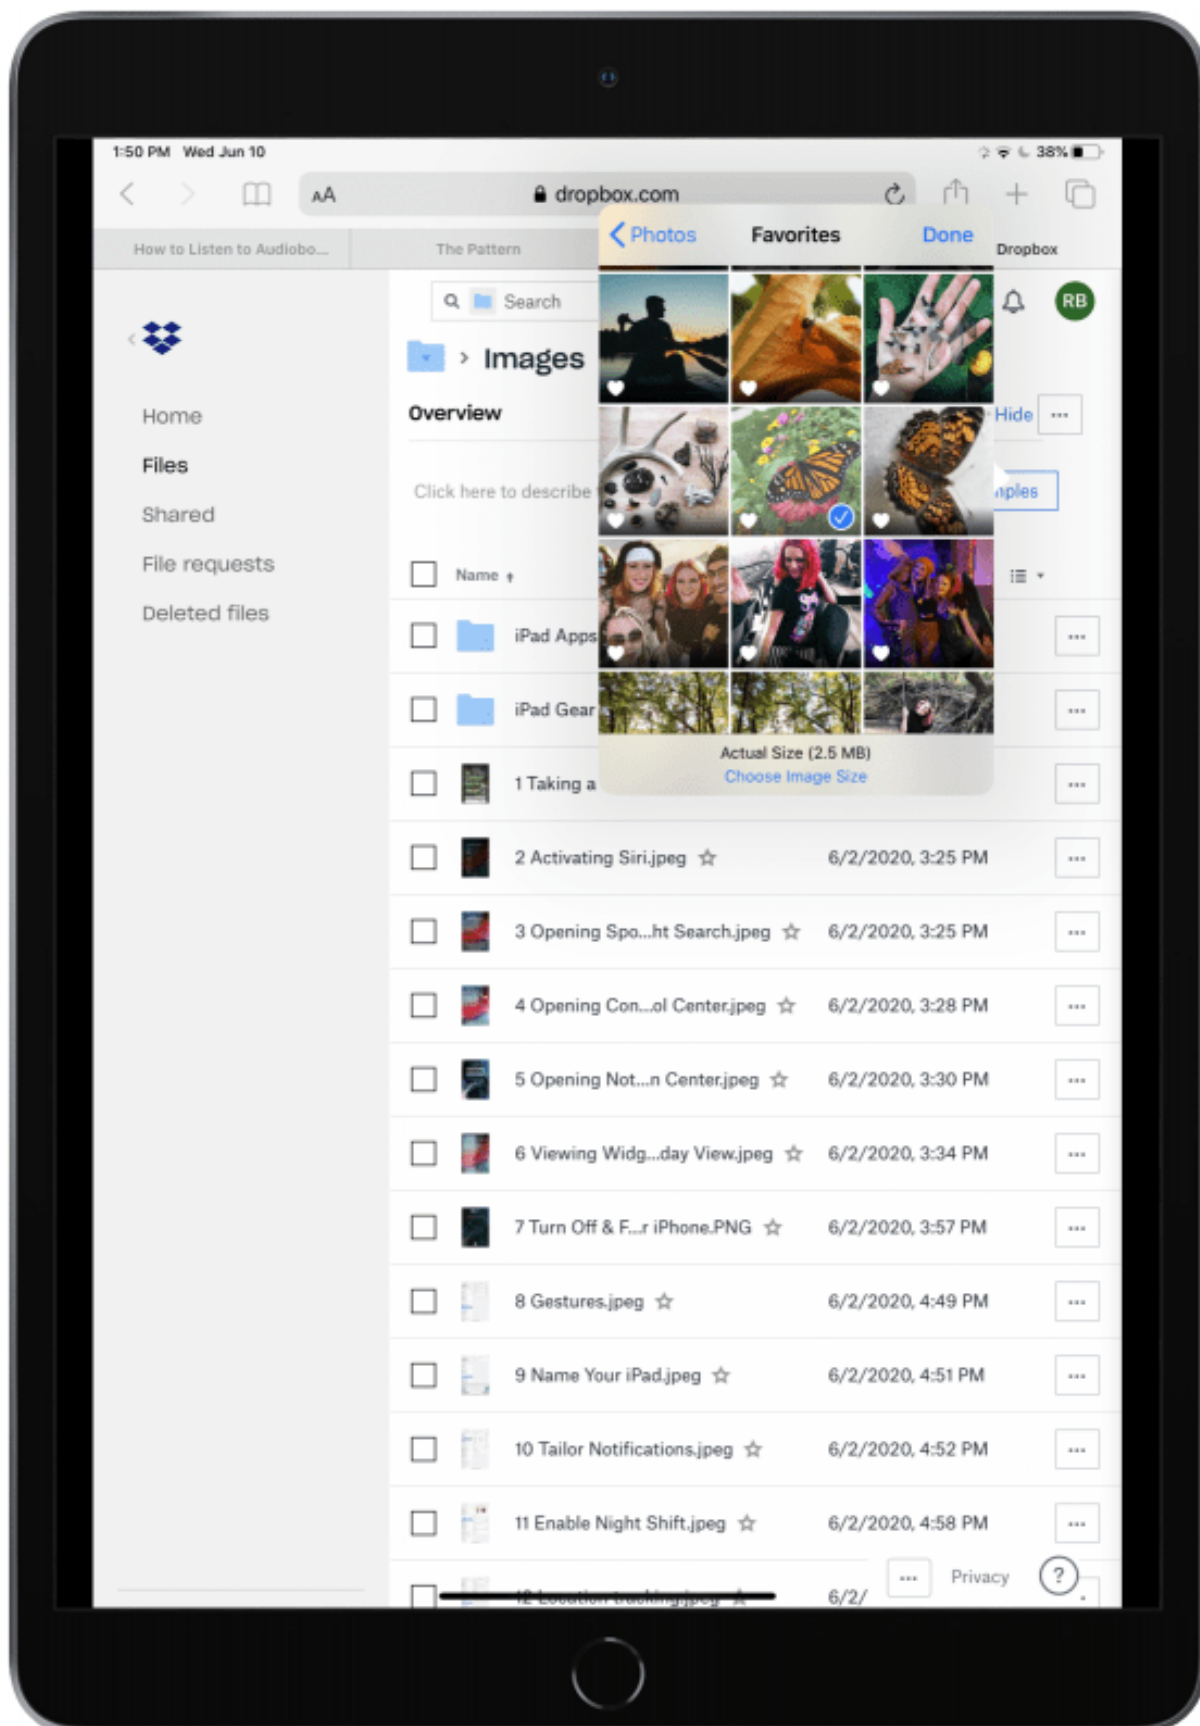 1:50 PM Wed Jun 10
38%
AA
dropbox.com
How to Listen to Audiobo...
The Pattern
Dropbox
Photos
Favorites
Done
Search
RB
Images
Home
Overview
Hide
Files
Click here to describe
Shared
File requests
Name
Deleted files
iPad Apps
iPad Gear
Actual Size (2.5 MB)
Choose Image Size
1 Taking a
2 Activating Siri.jpeg 6/2/2020, 3:25 PM
3 Opening Spo...ht Search.jpeg 6/2/2020, 3:25 PM
4 Opening Con...ol Center.jpeg 6/2/2020, 3:28 PM
5 Opening Not...n Center.jpeg 6/2/2020, 3:30 PM
6 Viewing Widg...day View.jpeg 6/2/2020, 3:34 PM
7 Turn Off & F...r iPhone.PNG 6/2/2020, 3:57 PM
8 Gestures.jpeg 6/2/2020, 4:49 PM
9 Name Your iPad.jpeg 6/2/2020, 4:51 PM
10 Tailor Notifications.jpeg 6/2/2020, 4:52 PM
11 Enable Night Shift.jpeg 6/2/2020, 4:58 PM
Privacy
?
12 Location tracking.jpeg 6/2/